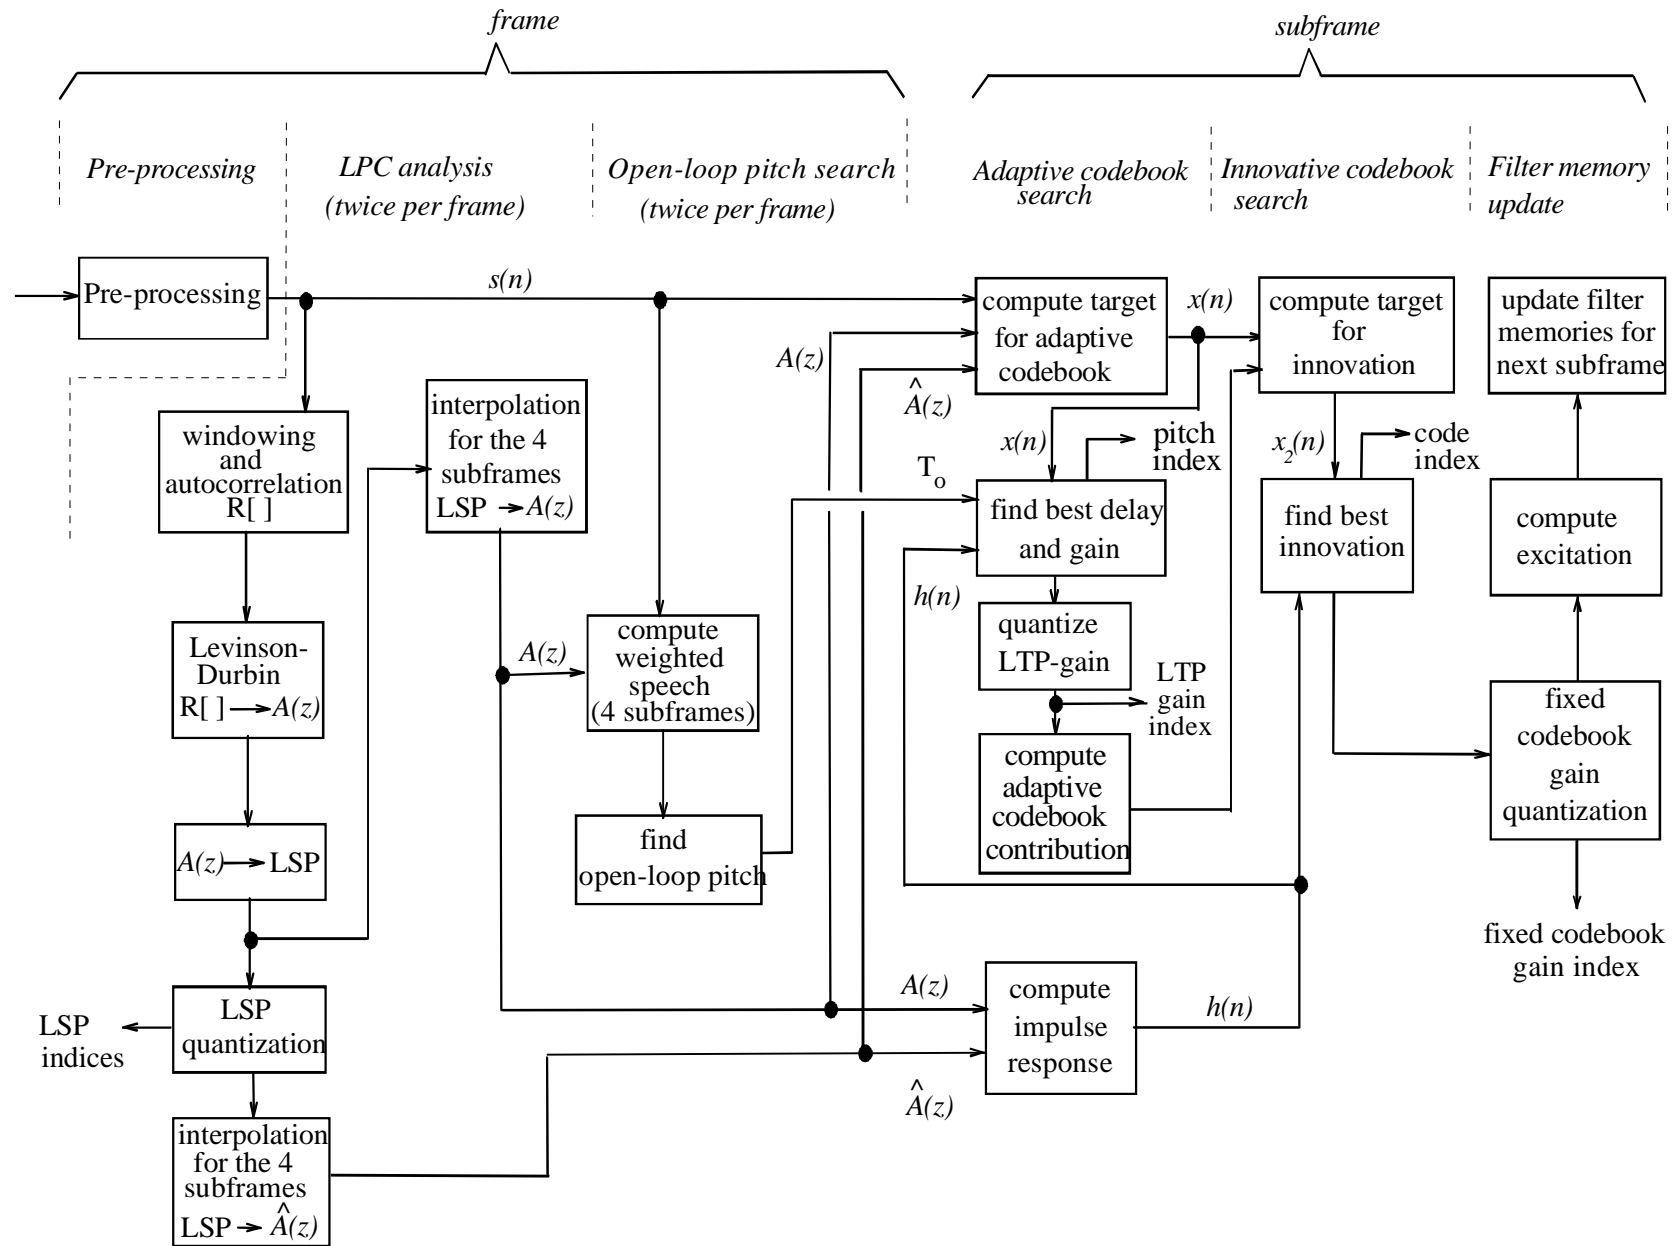 frame
subframe
Pre-processing
LPC analysis
(twice per frame)
Open-loop pitch search
(twice per frame)
Adaptive codebook
search
Innovative codebook
search
Filter memory
update
Pre-processing
s(n)
compute target
for adaptive
codebook
x(n)
compute target
for
innovation
update filter
memories for
next subframe
A(z)
^
A(z)
windowing
and
autocorrelation
R[ ]
interpolation
for the 4
subframes
LSP → A(z)
x(n)
pitch
index
x2(n)
code
index
To
find best delay
and gain
find best
innovation
compute
excitation
h(n)
quantize
LTP-gain
LTP
gain
index
Levinson-
Durbin
R[ ] → A(z)
A(z)
compute
weighted
speech
(4 subframes)
compute
adaptive
codebook
contribution
fixed
codebook
gain
quantization
A(z) → LSP
find
open-loop pitch
fixed codebook
gain index
LSP
quantization
LSP
indices
A(z)
compute
impulse
response
h(n)
^
A(z)
interpolation
for the 4
subframes
^
LSP → A(z)